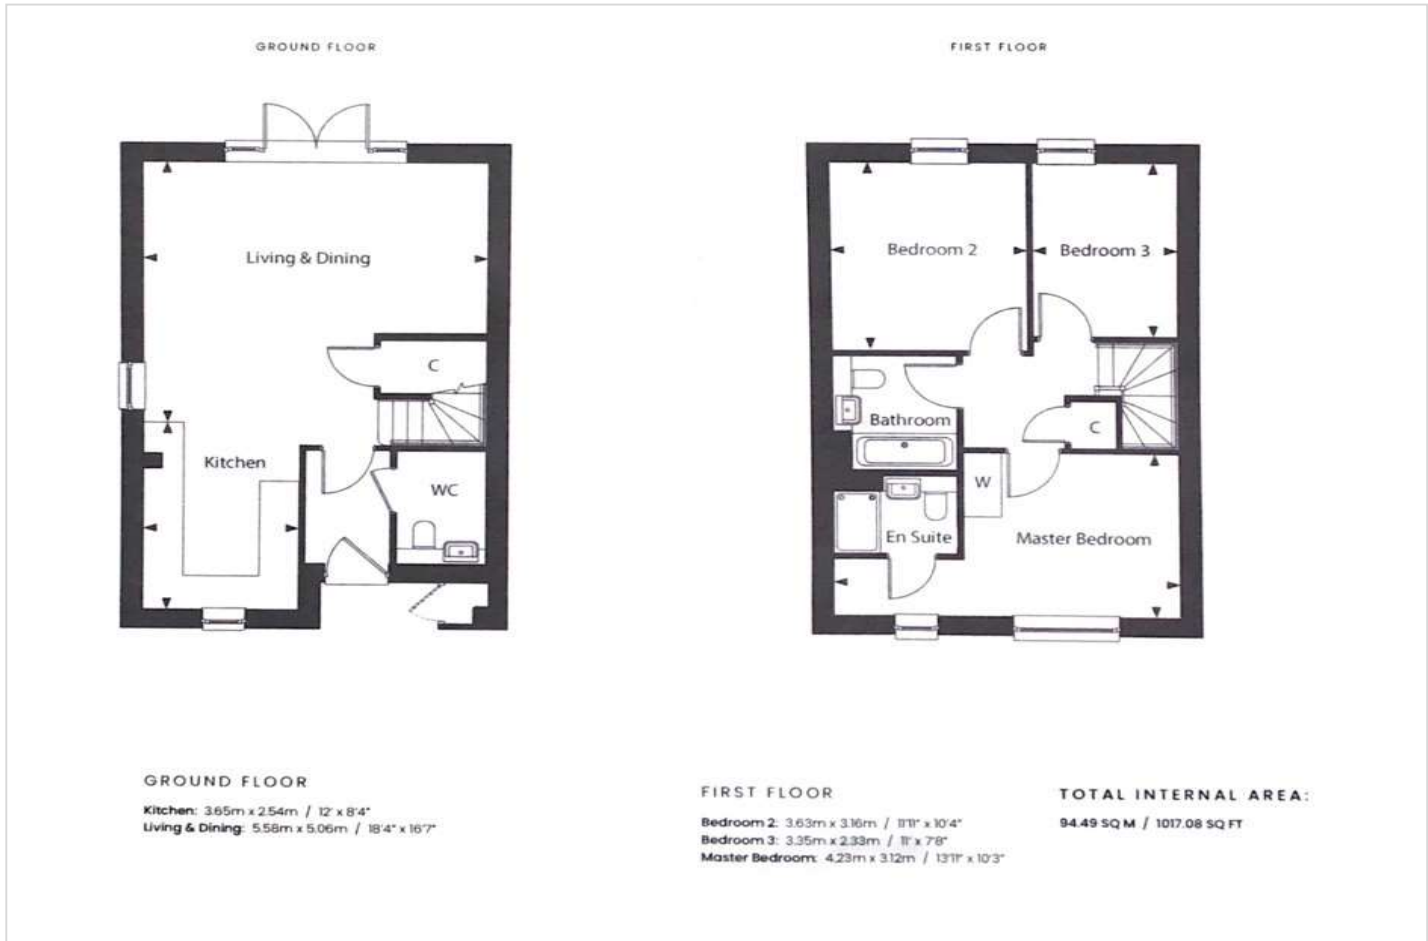 GROUND FLOOR
FIRST FLOOR
Living & Dining
C
Kitchen
WC
Bedroom 2
Bedroom 3
Bathroom
C
W
En Suite
Master Bedroom
GROUND FLOOR
Kitchen: 3.65m x 2.54m / 12' x 8'4"
Living & Dining: 5.58m x 5.06m / 18'4" x 16'7"
FIRST FLOOR
Bedroom 2: 3.63m x 3.16m / 11'11" x 10'4"
Bedroom 3: 3.35m x 2.33m / 11' x 7'8"
Master Bedroom: 4.23m x 3.12m / 13'11" x 10'3"
TOTAL INTERNAL AREA:
94.49 SQ M / 1017.08 SQ FT